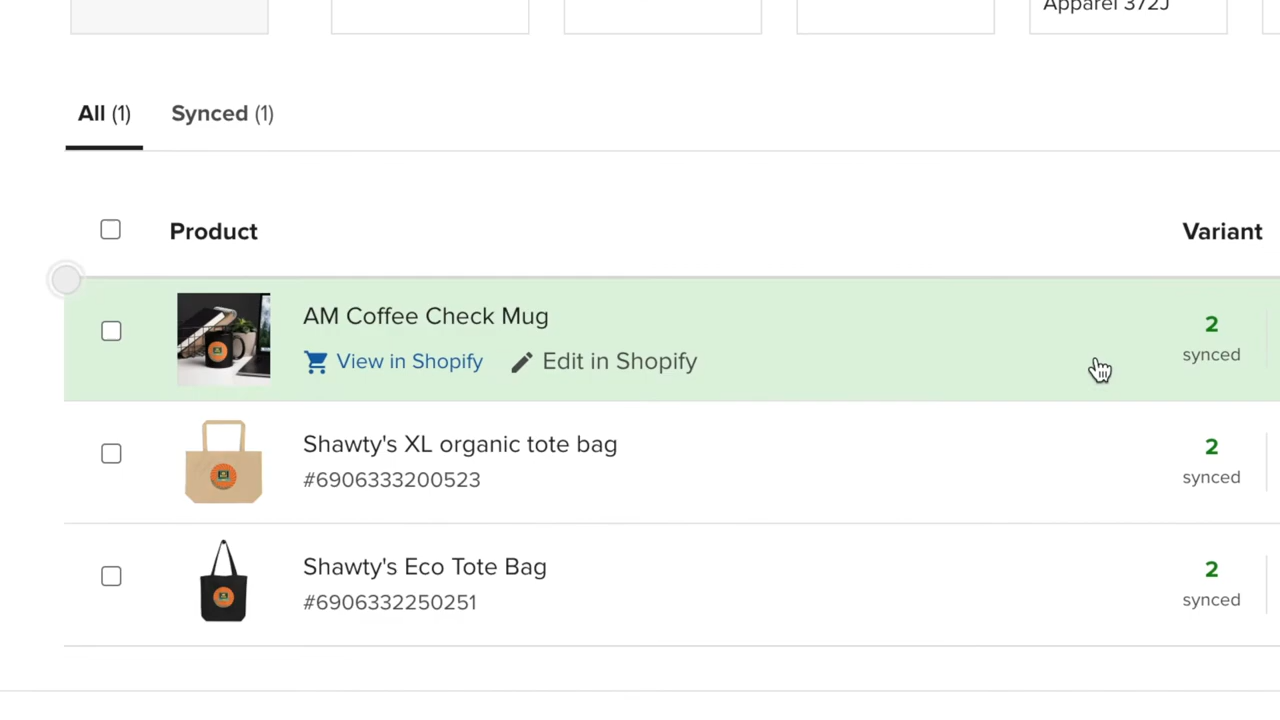 Apparel 372J
All (1) Synced (1)
Product Variant
AM Coffee Check Mug
2
View in Shopify Edit in Shopify
synced
Shawty's XL organic tote bag
2
#6906333200523
synced
Shawty's Eco Tote Bag
2
#6906332250251
synced